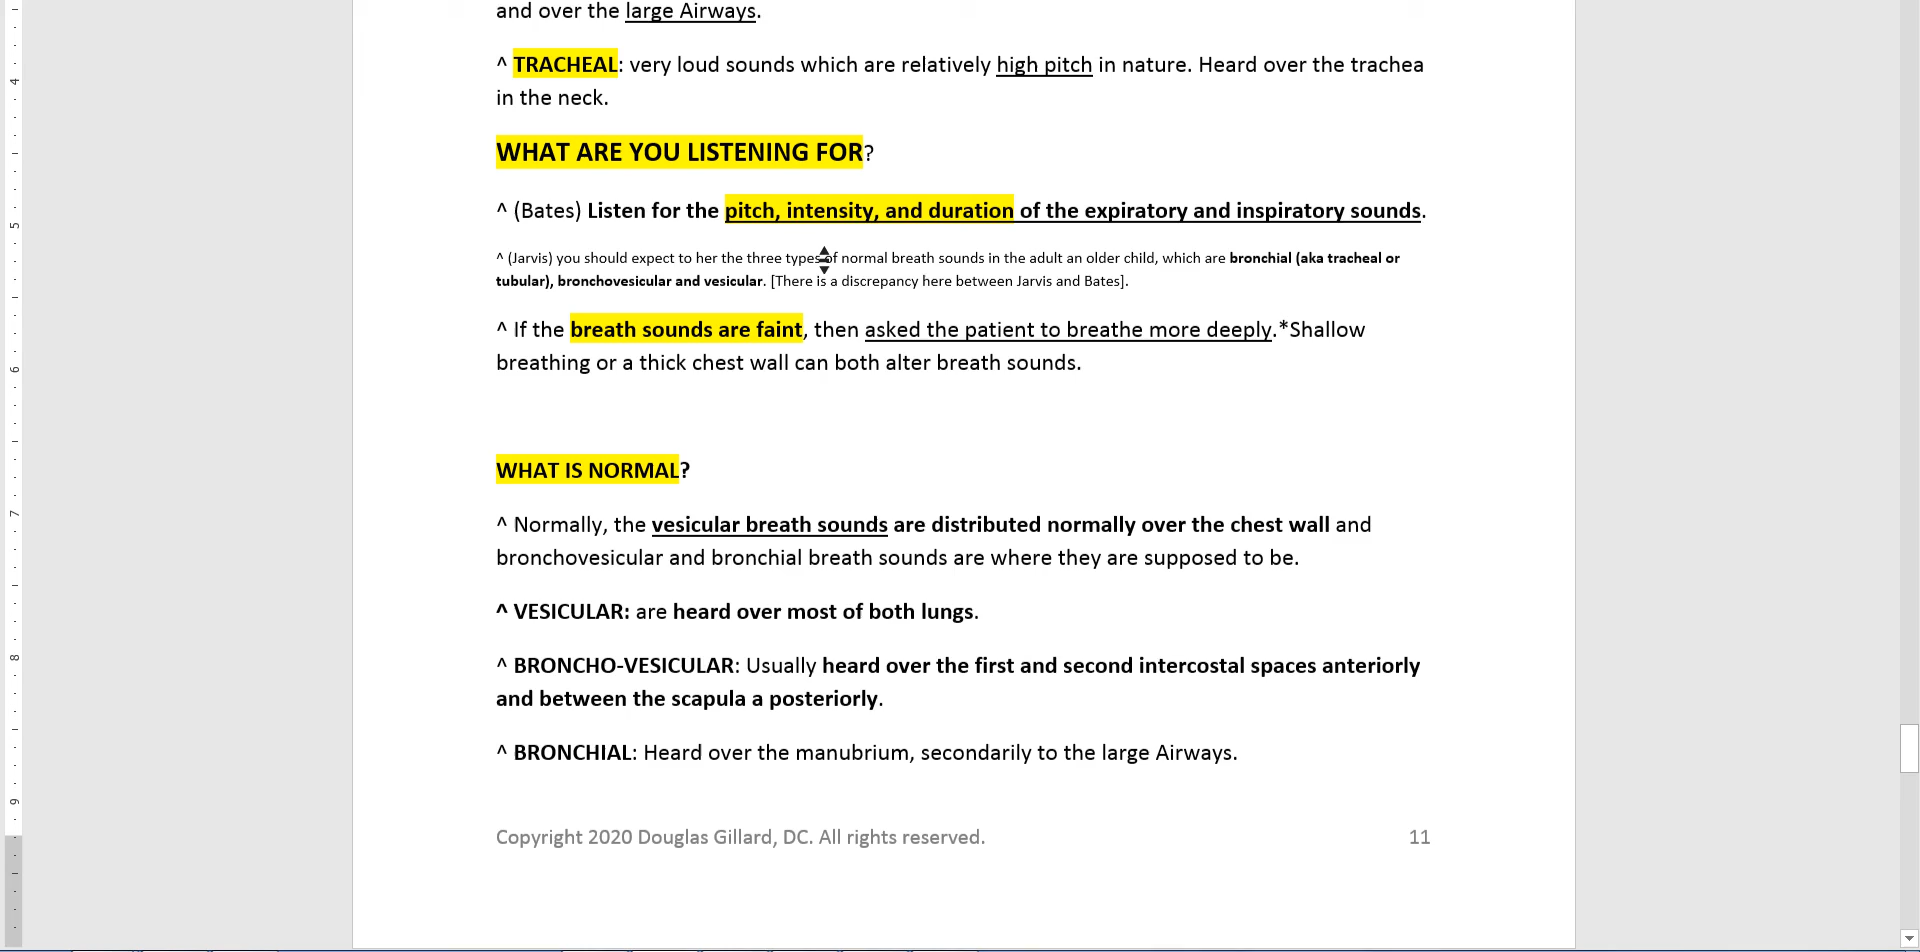 and over the large Airways.
^ TRACHEAL: very loud sounds which are relatively high pitch in nature. Heard over the trachea
in the neck.
WHAT ARE YOU LISTENING FOR?
^ (Bates) Listen for the pitch, intensity, and duration of the expiratory and inspiratory sounds.
^ (Jarvis) you should expect to her the three types of normal breath sounds in the adult an older child, which are bronchial (aka tracheal or
tubular), bronchovesicular and vesicular. [There is a discrepancy here between Jarvis and Bates].
^ If the breath sounds are faint, then asked the patient to breathe more deeply.*Shallow
breathing or a thick chest wall can both alter breath sounds.
WHAT IS NORMAL?
^ Normally, the vesicular breath sounds are distributed normally over the chest wall and
bronchovesicular and bronchial breath sounds are where they are supposed to be.
^ VESICULAR: are heard over most of both lungs.
^ BRONCHO-VESICULAR: Usually heard over the first and second intercostal spaces anteriorly
and between the scapula a posteriorly.
^ BRONCHIAL: Heard over the manubrium, secondarily to the large Airways.
Copyright 2020 Douglas Gillard, DC. All rights reserved. 11
4
5
6
7
8
9